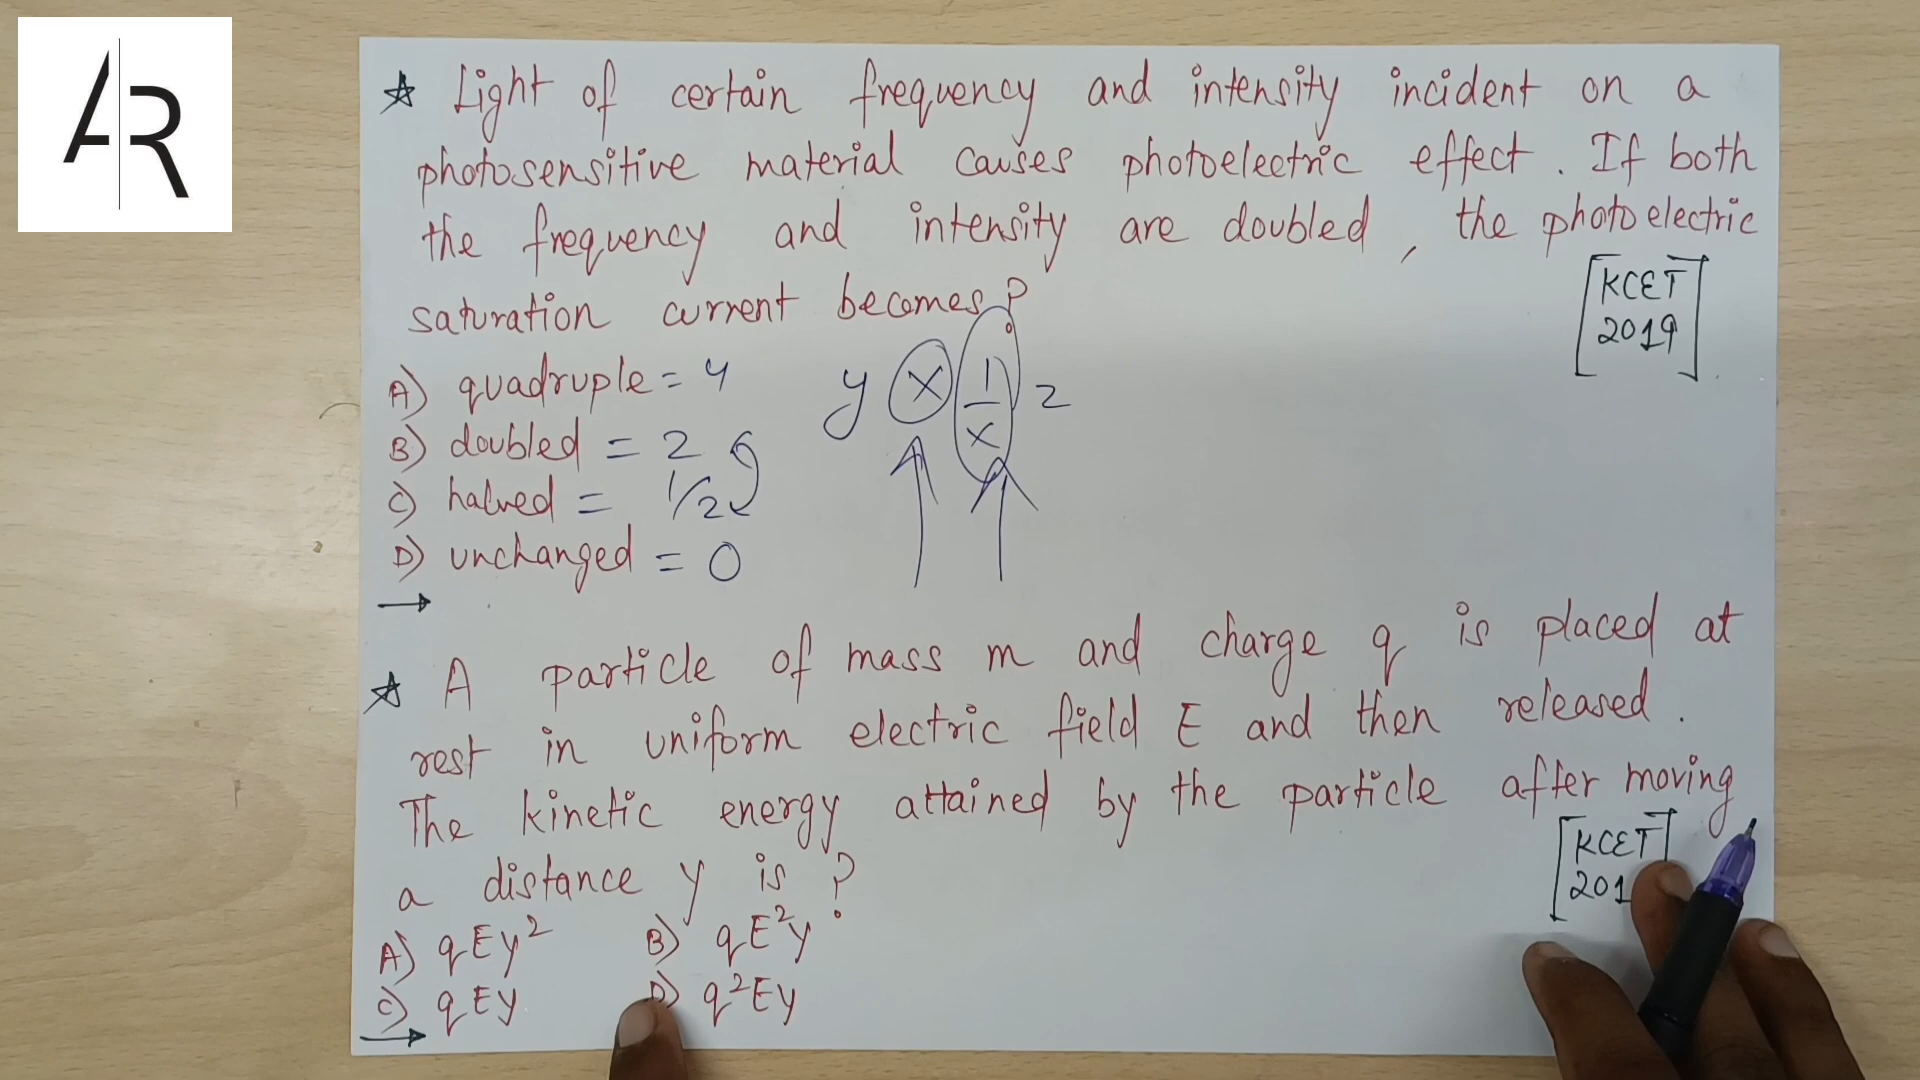 AR
☆ Light of certain frequency and intensity incident on a
photosensitive material causes photoelectric effect. If both
the frequency and intensity are doubled, the photoelectric
saturation current becomes?
[KCET
2019]
A) quadruple = 4
B) doubled = 2
C) halved = 1/2
D) unchanged = 0
y x 1/x z
→
☆ A particle of mass m and charge q is placed at
rest in uniform electric field E and then released.
The kinetic energy attained by the particle after moving
a distance y is?
[KCET
201
A) qEy² B) qE²y
C) qEy D) q²Ey
→